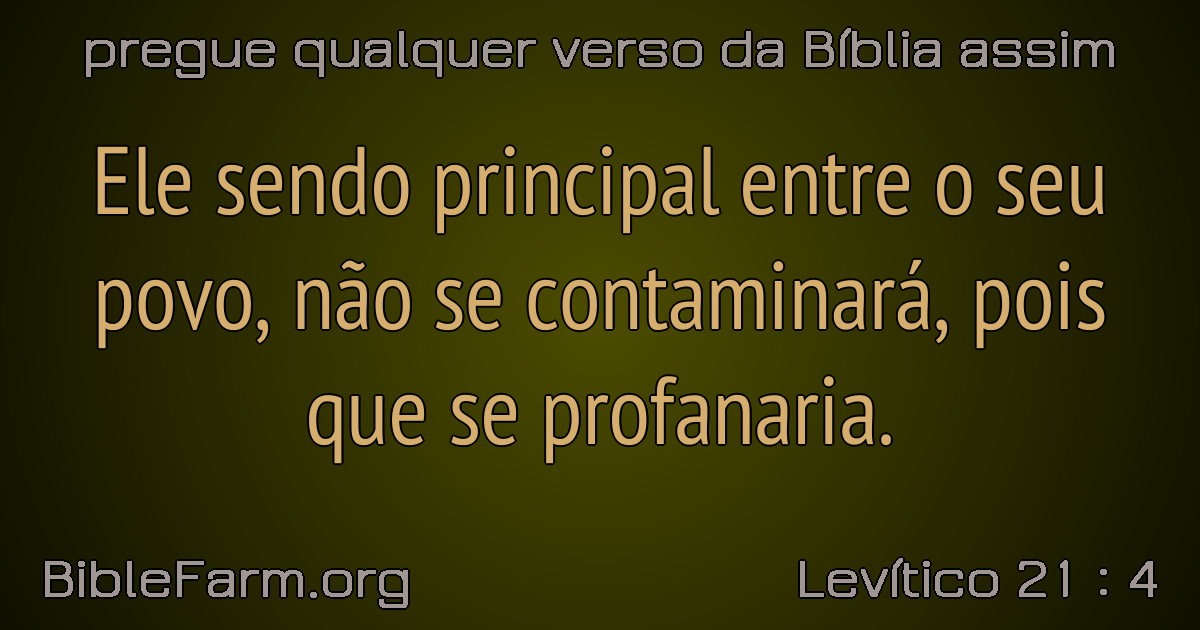 pregue qualquer verso da Bíblia assim
Ele sendo principal entre o seu
povo, não se contaminará, pois
que se profanaria.
BibleFarm.org
Levítico 21 : 4